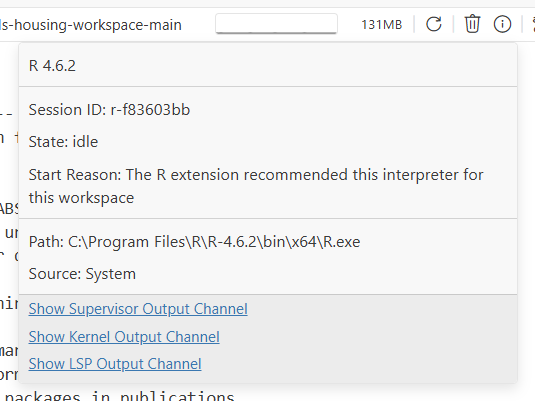 ls-housing-workspace-main 131MB
R 4.6.2
Session ID: r-f83603bb
State: idle
Start Reason: The R extension recommended this interpreter for
this workspace
Path: C:\Program Files\R\R-4.6.2\bin\x64\R.exe
Source: System
Show Supervisor Output Channel
Show Kernel Output Channel
Show LSP Output Channel
packages in publications